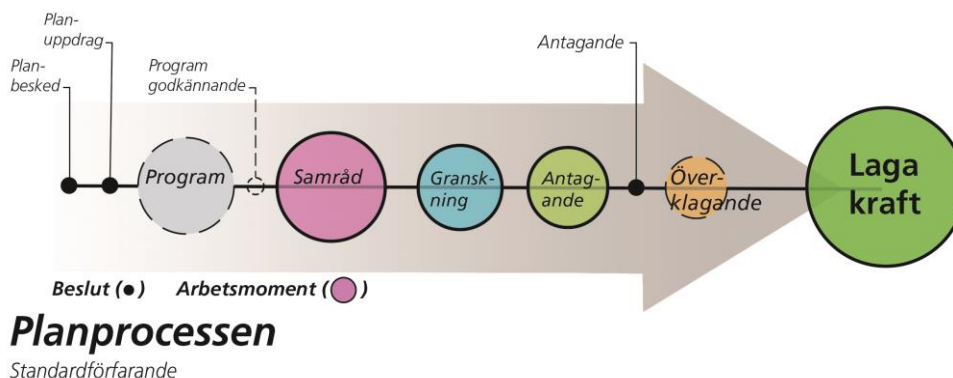 Plan-
uppdrag
Plan-
besked
Program
godkännande
Antagande
Program
Samråd
Gransk-
ning
Antag-
ande
Över-
klagande
Laga
kraft
Beslut (●) Arbetsmoment ( )
Planprocessen
Standardförfarande